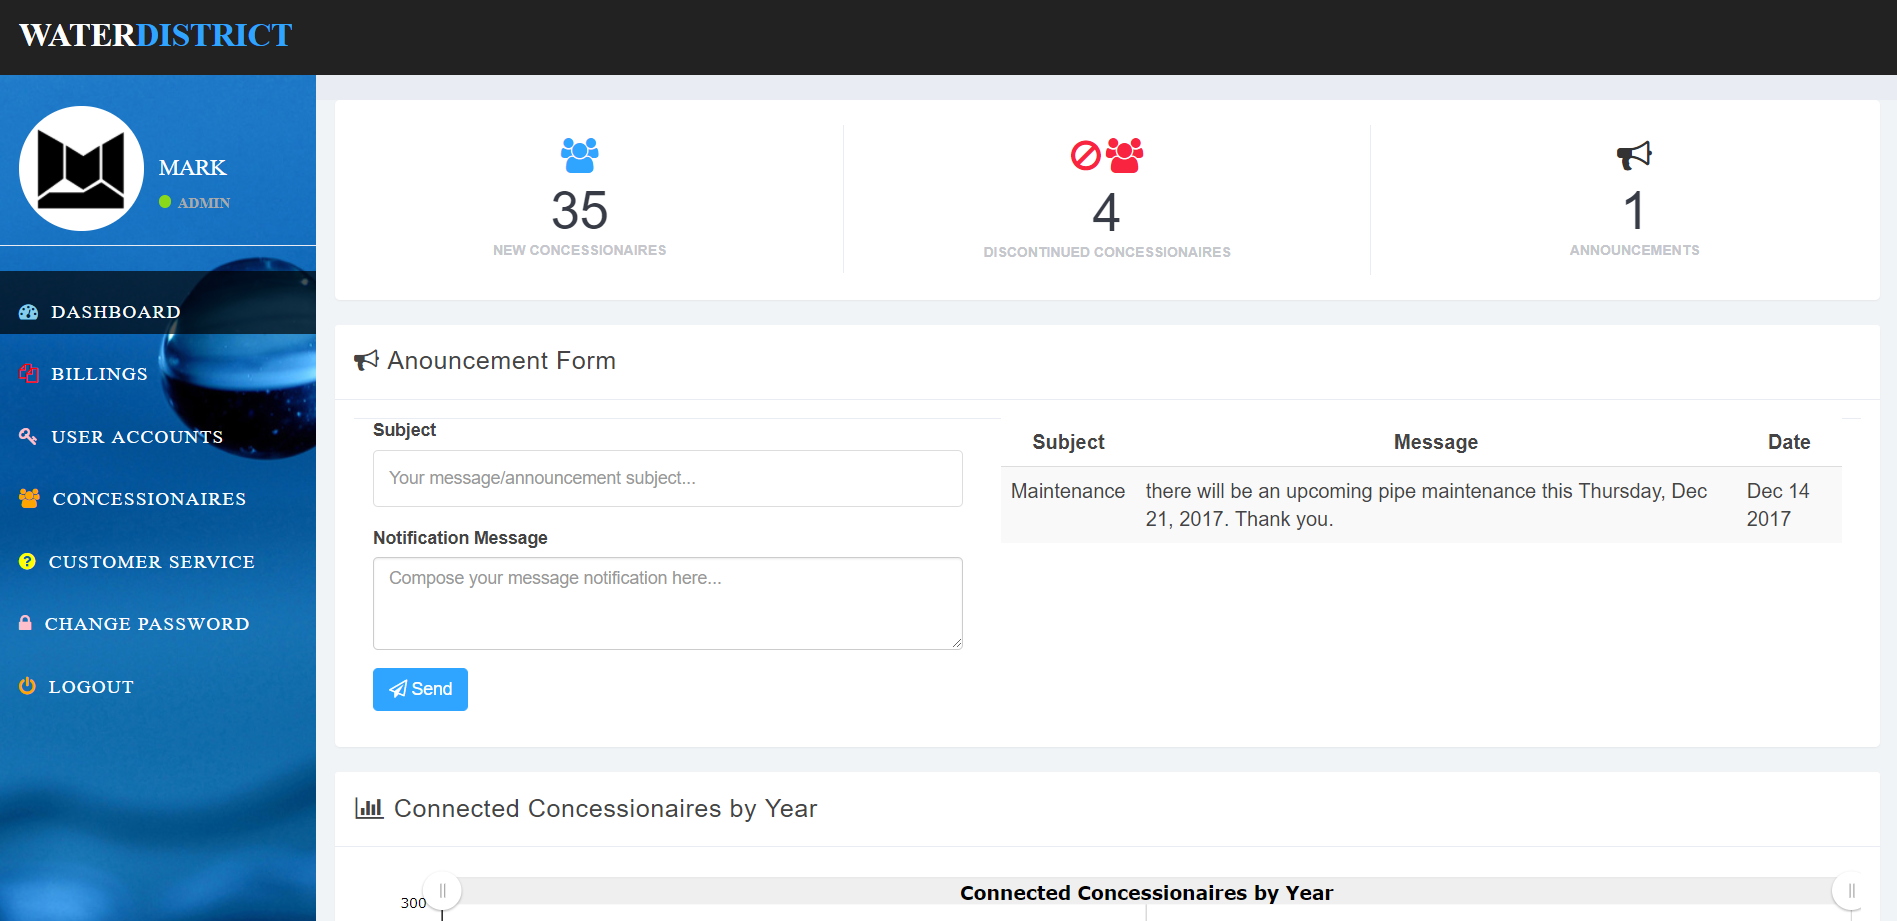 WATERDISTRICT
MARK
ADMIN
DASHBOARD
BILLINGS
USER ACCOUNTS
CONCESSIONAIRES
CUSTOMER SERVICE
CHANGE PASSWORD
LOGOUT
35
NEW CONCESSIONAIRES
4
DISCONTINUED CONCESSIONAIRES
1
ANNOUNCEMENTS
Anouncement Form
Subject
Your message/announcement subject...
Notification Message
Compose your message notification here...
Send
Subject Message Date
Maintenance there will be an upcoming pipe maintenance this Thursday, Dec Dec 14
21, 2017. Thank you. 2017
Connected Concessionaires by Year
Connected Concessionaires by Year
300